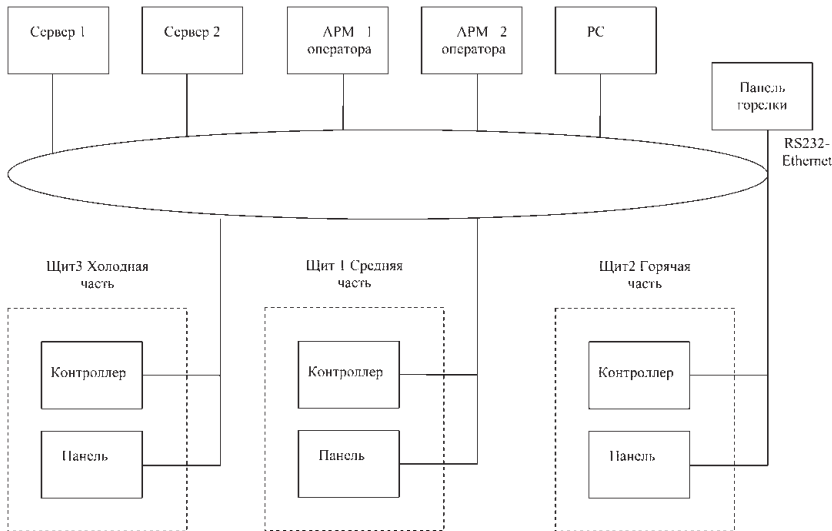 Сервер 1
Сервер 2
АРМ 1
оператора
АРМ 2
оператора
РС
Панель
горелки
RS232-
Ethernet
Щит3 Холодная
часть
Щит 1 Средняя
часть
Щит2 Горячая
часть
Контроллер
Контроллер
Контроллер
Панель
Панель
Панель